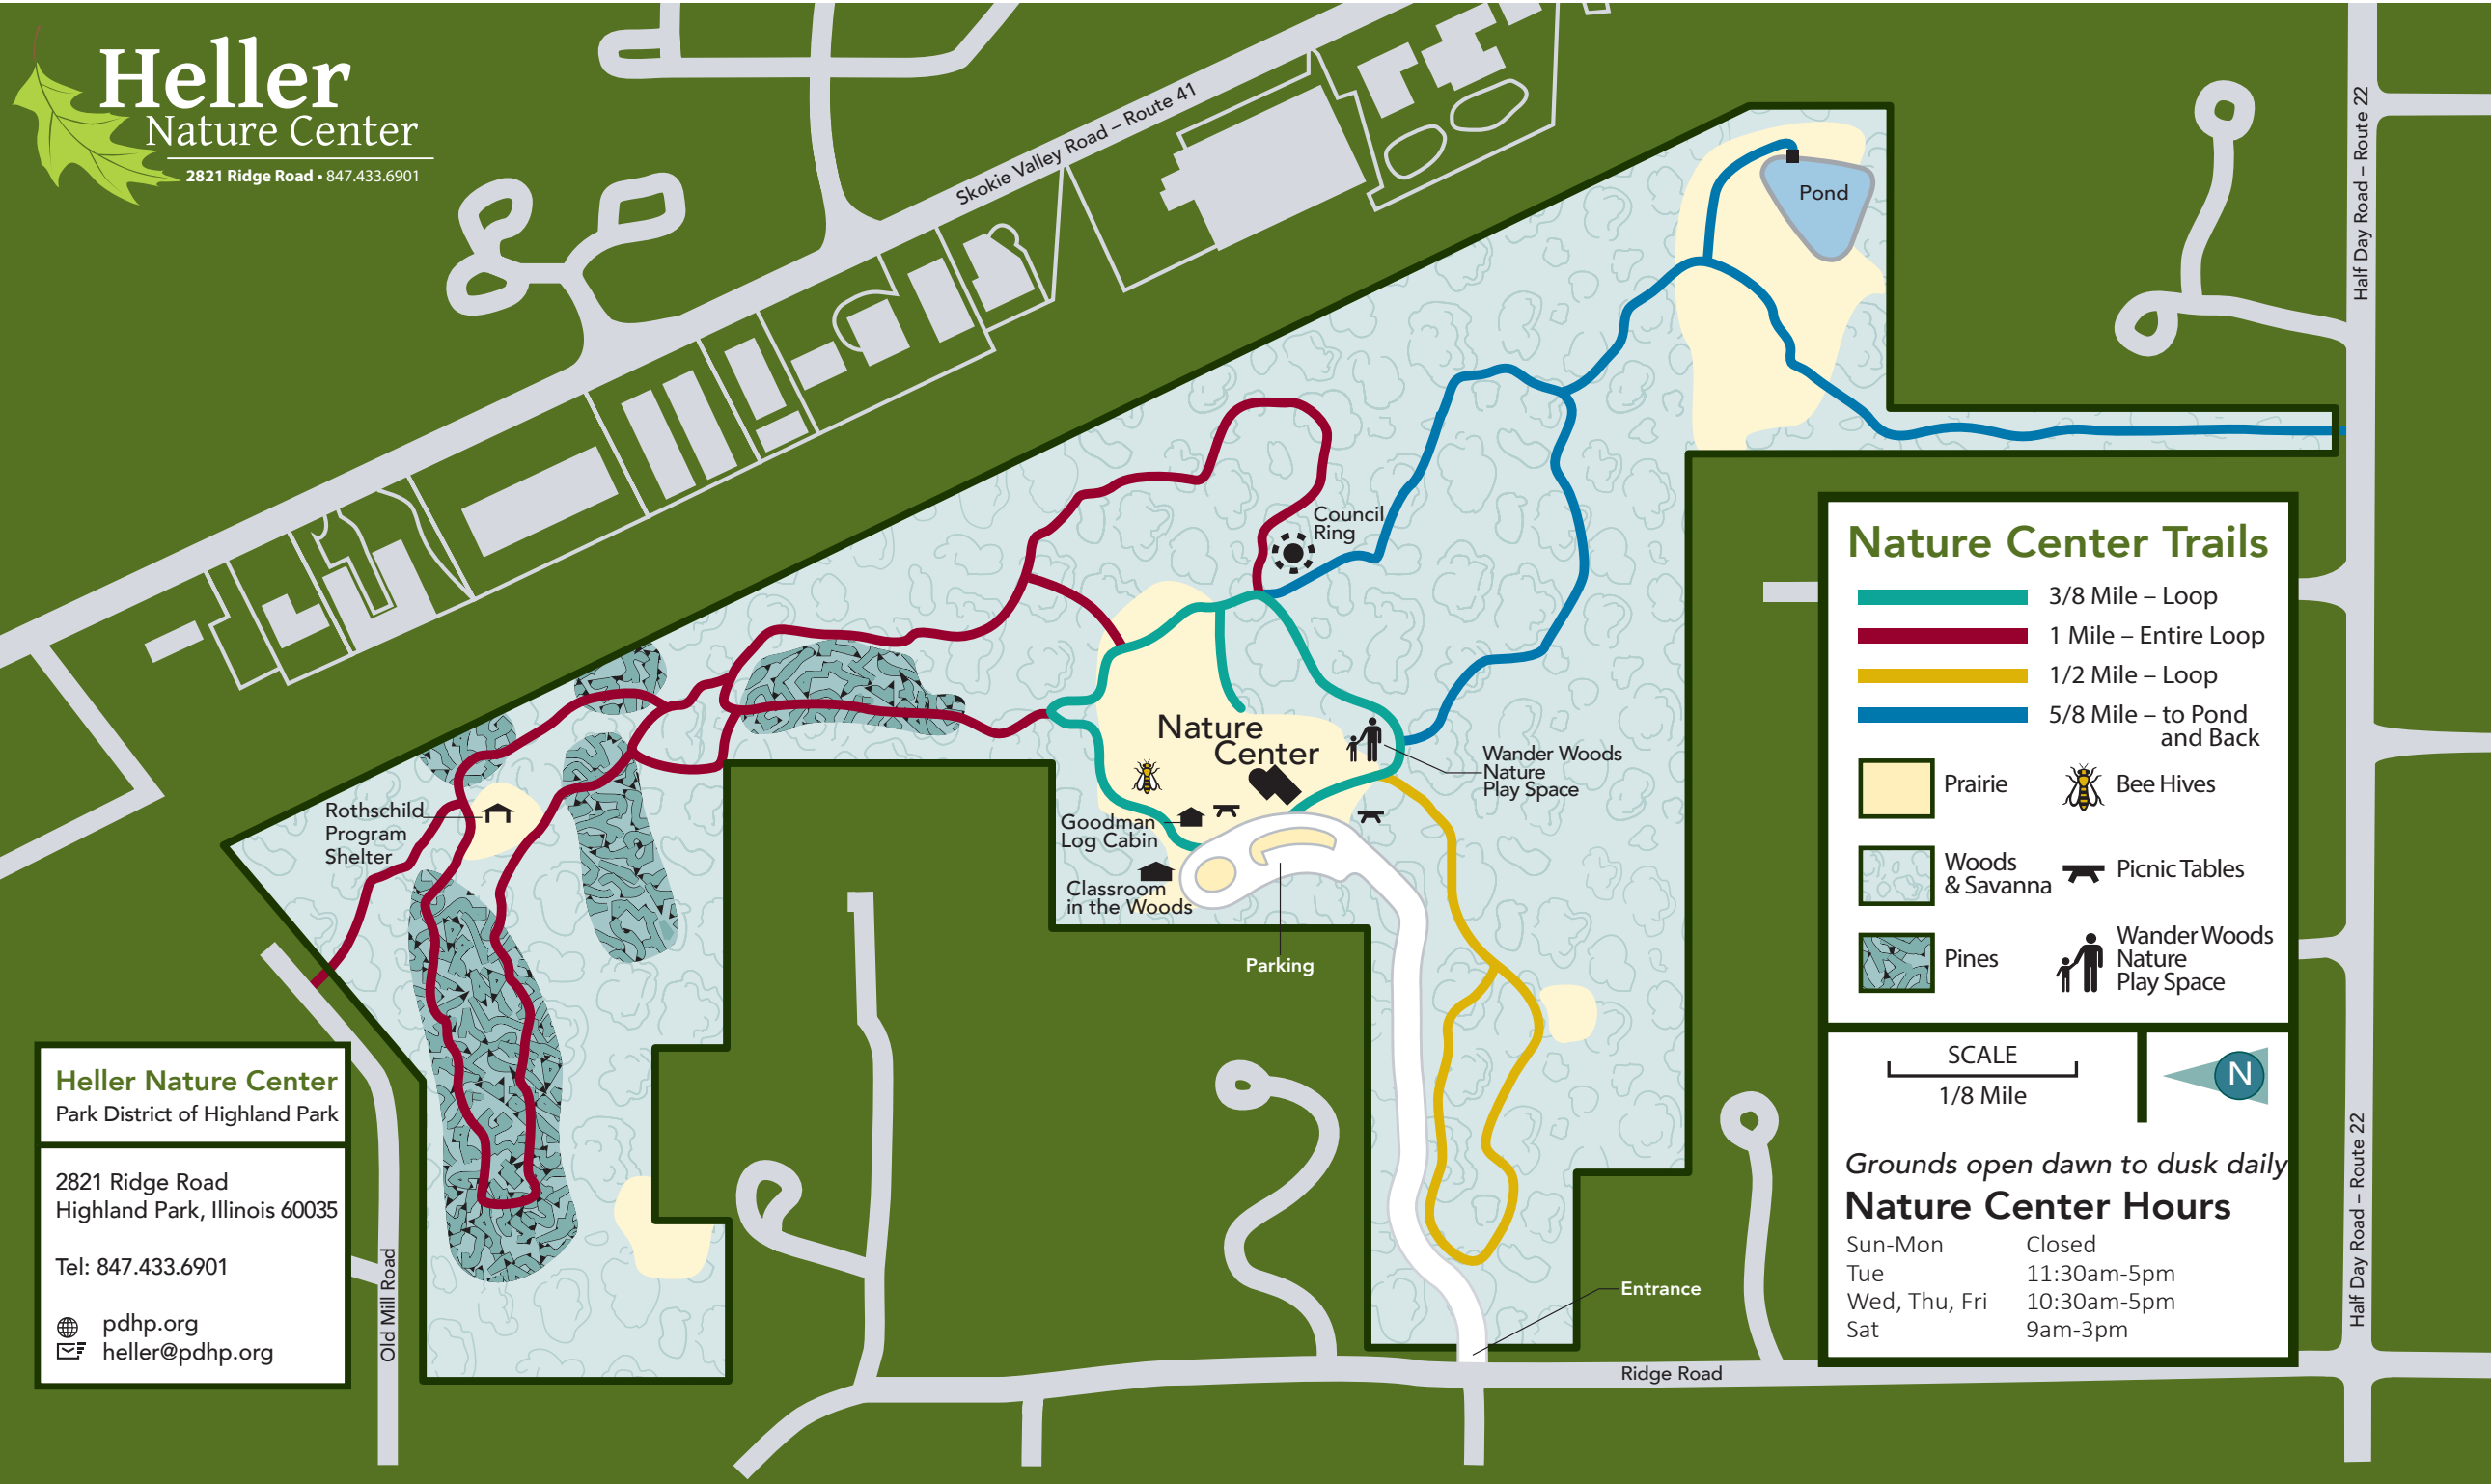 Heller
Nature Center
2821 Ridge Road • 847.433.6901
Skokie Valley Road – Route 41
Half Day Road – Route 22
Pond
Council
Ring
Nature
Center
Wander Woods
Nature
Play Space
Rothschild
Program
Shelter
Goodman
Log Cabin
Classroom
in the Woods
Parking
Entrance
Ridge Road
Old Mill Road
Half Day Road – Route 22
Nature Center Trails
3/8 Mile – Loop
1 Mile – Entire Loop
1/2 Mile – Loop
5/8 Mile – to Pond
and Back
Prairie
Bee Hives
Woods
& Savanna
Picnic Tables
Pines
Wander Woods
Nature
Play Space
SCALE
1/8 Mile
N
Grounds open dawn to dusk daily
Nature Center Hours
Sun-Mon Closed
Tue 11:30am-5pm
Wed, Thu, Fri 10:30am-5pm
Sat 9am-3pm
Heller Nature Center
Park District of Highland Park
2821 Ridge Road
Highland Park, Illinois 60035
Tel: 847.433.6901
pdhp.org
heller@pdhp.org